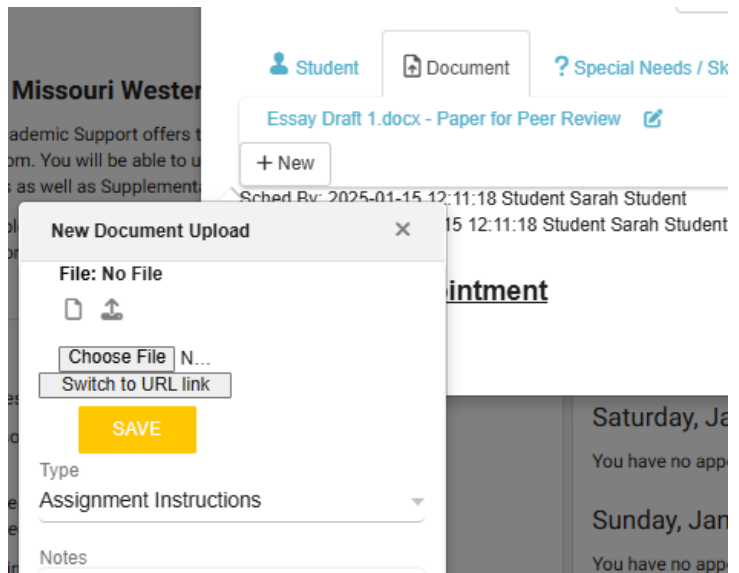 Student
Document
? Special Needs / Sk
Missouri Wester
Essay Draft 1.docx - Paper for Peer Review
ademic Support offers t
om. You will be able to u
+ New
s as well as Supplement
Sched By: 2025-01-15 12:11:18 Student Sarah Student
New Document Upload
×
15 12:11:18 Student Sarah Student
File: No File
intment
Choose File N...
Switch to URL link
SAVE
Saturday, Ja
Type
You have no app
Assignment Instructions
Sunday, Jan
Notes
You have no app